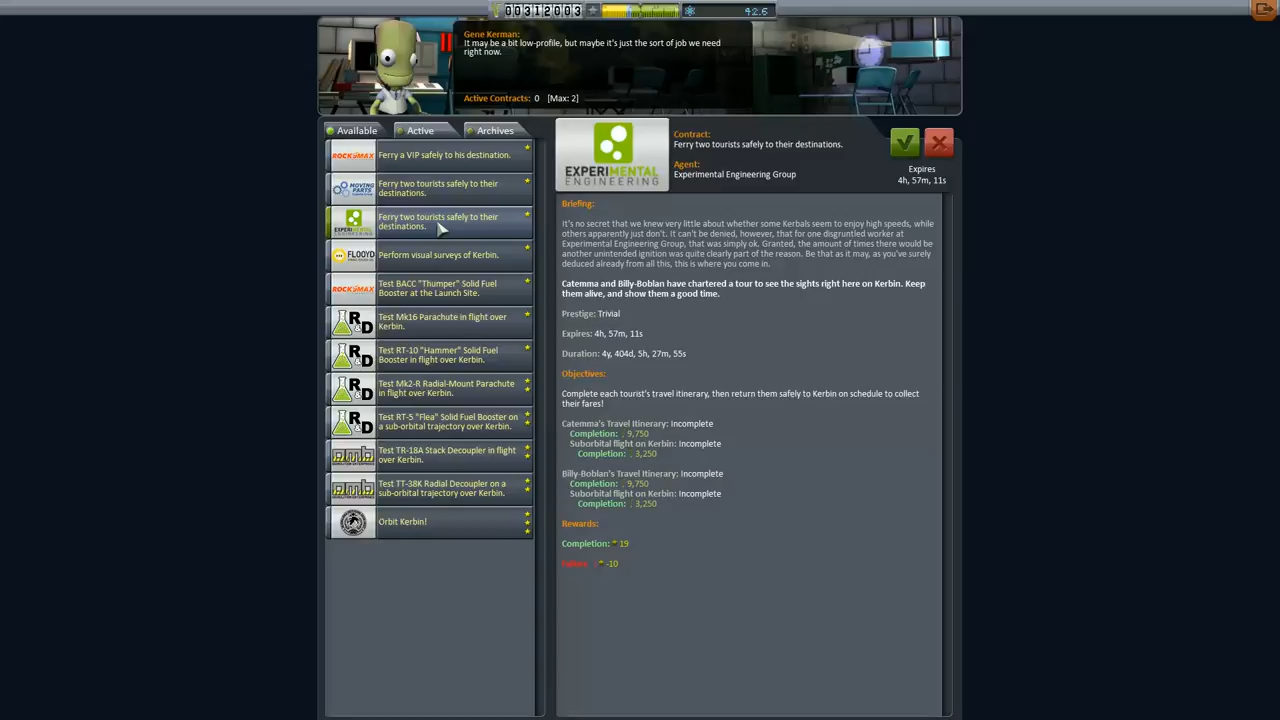 00312003
42.6
Gene Kerman:
It may be a bit low-profile, but maybe it's just the sort of job we need
right now.
Active Contracts: 0 [Max: 2]
Available
Active
Archives
ROCKOMAX
Ferry a VIP safely to his destination.
MOVING
PARTS
Ferry two tourists safely to their
destinations.
EXPERIMENTAL
ENGINEERING
Ferry two tourists safely to their
destinations.
FLOOYD
Perform visual surveys of Kerbin.
ROCKOMAX
Test BACC "Thumper" Solid Fuel
Booster at the Launch Site.
R&D
Test Mk16 Parachute in flight over
Kerbin.
R&D
Test RT-10 "Hammer" Solid Fuel
Booster in flight over Kerbin.
R&D
Test Mk2-R Radial-Mount Parachute
in flight over Kerbin.
R&D
Test RT-5 "Flea" Solid Fuel Booster on
a sub-orbital trajectory over Kerbin.
Test TR-18A Stack Decoupler in flight
over Kerbin.
Test TT-38K Radial Decoupler on a
sub-orbital trajectory over Kerbin.
Orbit Kerbin!
EXPERIMENTAL
ENGINEERING
Contract:
Ferry two tourists safely to their destinations.
Agent:
Experimental Engineering Group
Expires
4h, 57m, 11s
Briefing:
It's no secret that we knew very little about whether some Kerbals seem to enjoy high speeds, while
others apparently just don't. It can't be denied, however, that for one disgruntled worker at
Experimental Engineering Group, that was simply ok. Granted, the amount of times there would be
another unintended ignition was quite clearly part of the reason. Be that as it may, as you've surely
deduced already from all this, this is where you come in.
Catemma and Billy-Boblan have chartered a tour to see the sights right here on Kerbin. Keep
them alive, and show them a good time.
Prestige: Trivial
Expires: 4h, 57m, 11s
Duration: 4y, 404d, 5h, 27m, 55s
Objectives:
Complete each tourist's travel itinerary, then return them safely to Kerbin on schedule to collect
their fares!
Catemma's Travel Itinerary: Incomplete
Completion: 9,750
Suborbital flight on Kerbin: Incomplete
Completion: 3,250
Billy-Boblan's Travel Itinerary: Incomplete
Completion: 9,750
Suborbital flight on Kerbin: Incomplete
Completion: 3,250
Rewards:
Completion: 19
Failure: -10